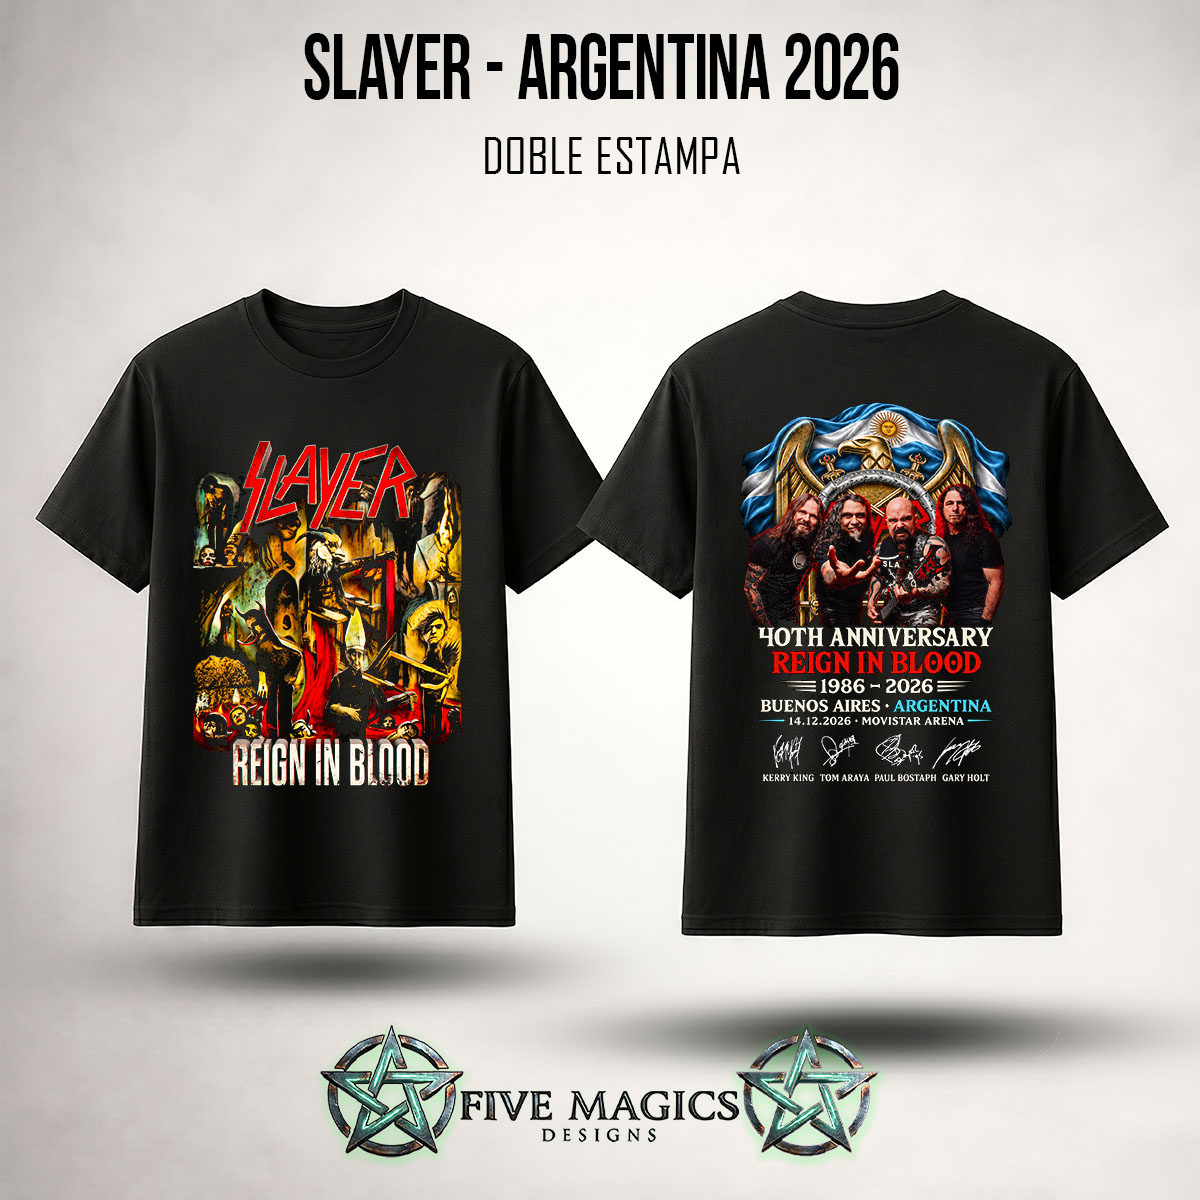 SLAYER - ARGENTINA 2026
DOBLE ESTAMPA
SLAYER
REIGN IN BLOOD
SLA
40TH ANNIVERSARY
REIGN IN BLOOD
1986 - 2026
BUENOS AIRES · ARGENTINA
14.12.2026 · MOVISTAR ARENA
KERRY KING TOM ARAYA PAUL BOSTAPH GARY HOLT
FIVE MAGICS
DESIGNS